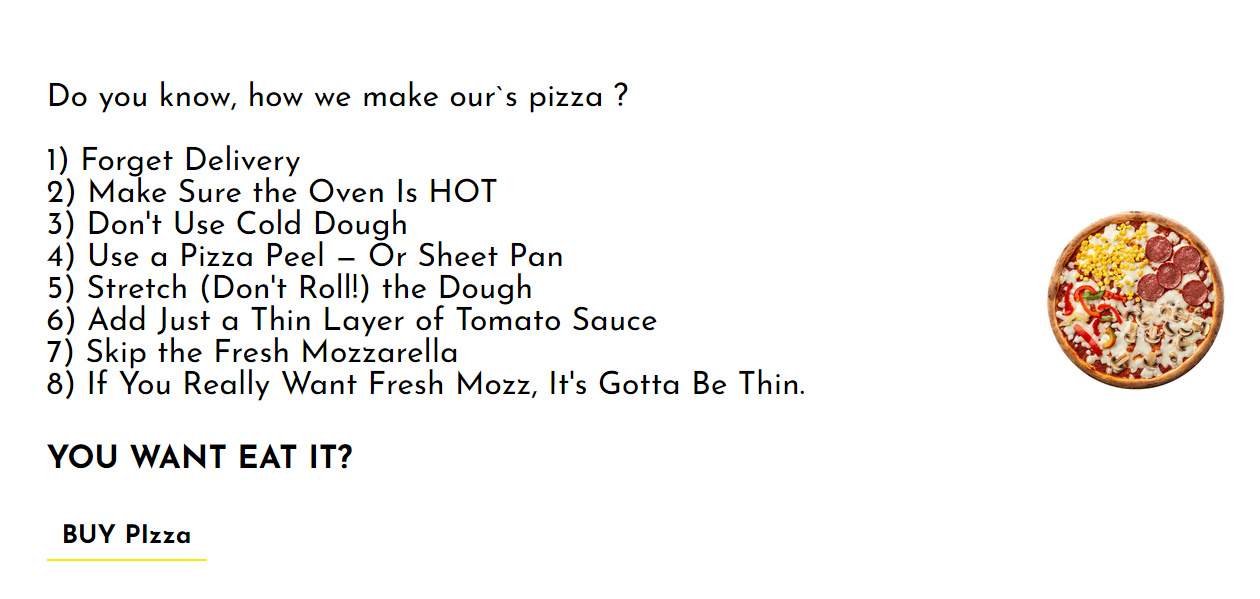 Do you know, how we make our`s pizza ?
1) Forget Delivery
2) Make Sure the Oven Is HOT
3) Don't Use Cold Dough
4) Use a Pizza Peel – Or Sheet Pan
5) Stretch (Don't Roll!) the Dough
6) Add Just a Thin Layer of Tomato Sauce
7) Skip the Fresh Mozzarella
8) If You Really Want Fresh Mozz, It's Gotta Be Thin.
YOU WANT EAT IT?
BUY PIzza